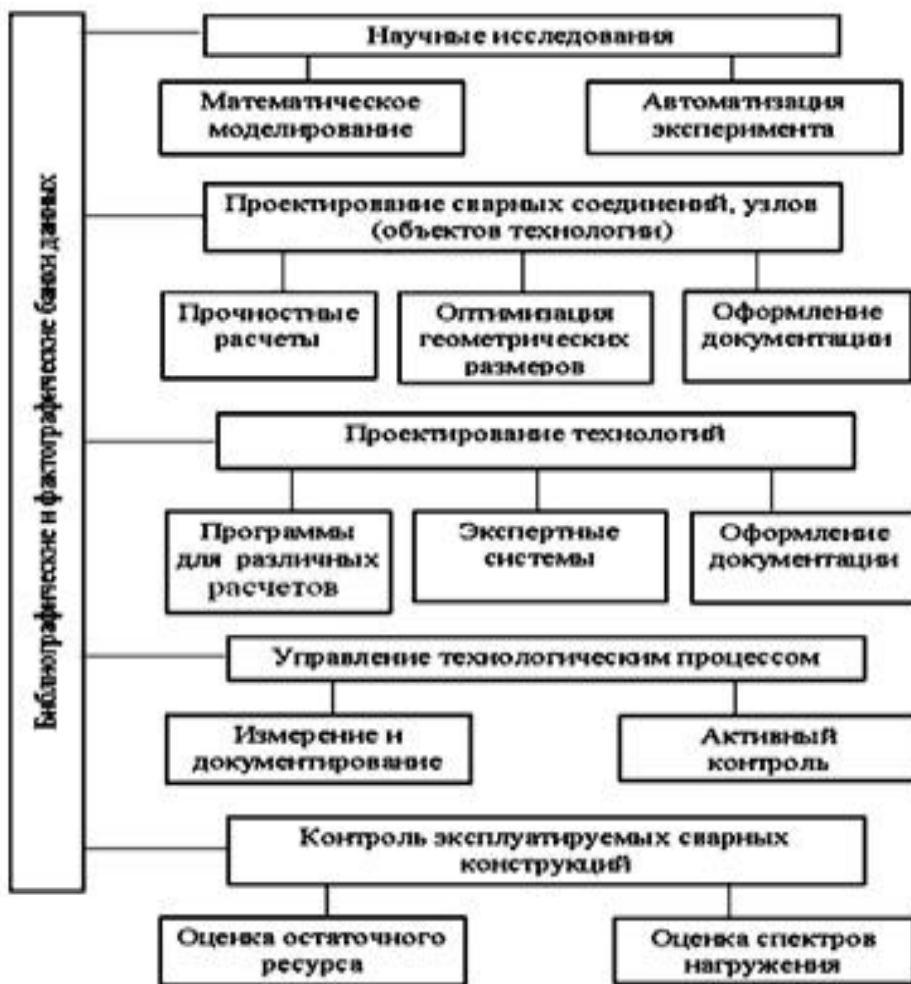 Библиографические и фактографические банки данных
Научные исследования
Математическое
моделирование
Автоматизация
эксперимента
Проектирование сварных соединений, узлов
(объектов технологии)
Прочностные
расчеты
Оптимизация
геометрических
размеров
Оформление
документации
Проектирование технологий
Программы
для различных
расчетов
Экспертные
системы
Оформление
документации
Управление технологическим процессом
Измерение и
документирование
Активный
контроль
Контроль эксплуатируемых сварных
конструкций
Оценка остаточного
ресурса
Оценка спектров
нагружения